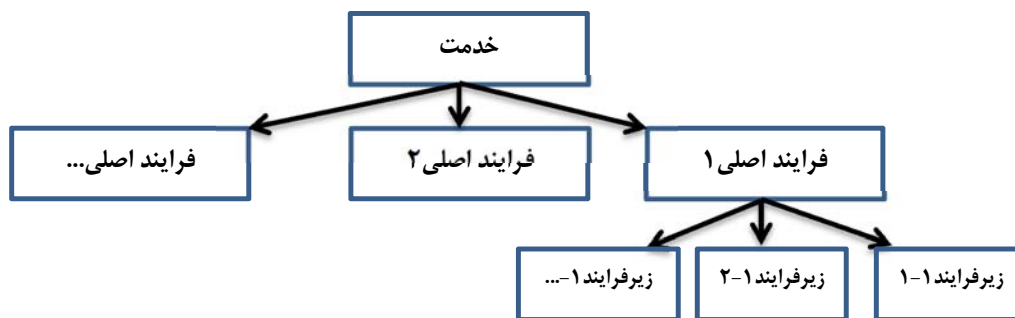 خدمت
فرایند اصلی۱
فرایند اصلی۲
فرایند اصلی...
زیرفرایند۱-۱
زیرفرایند۱-۲
زیرفرایند۱-...